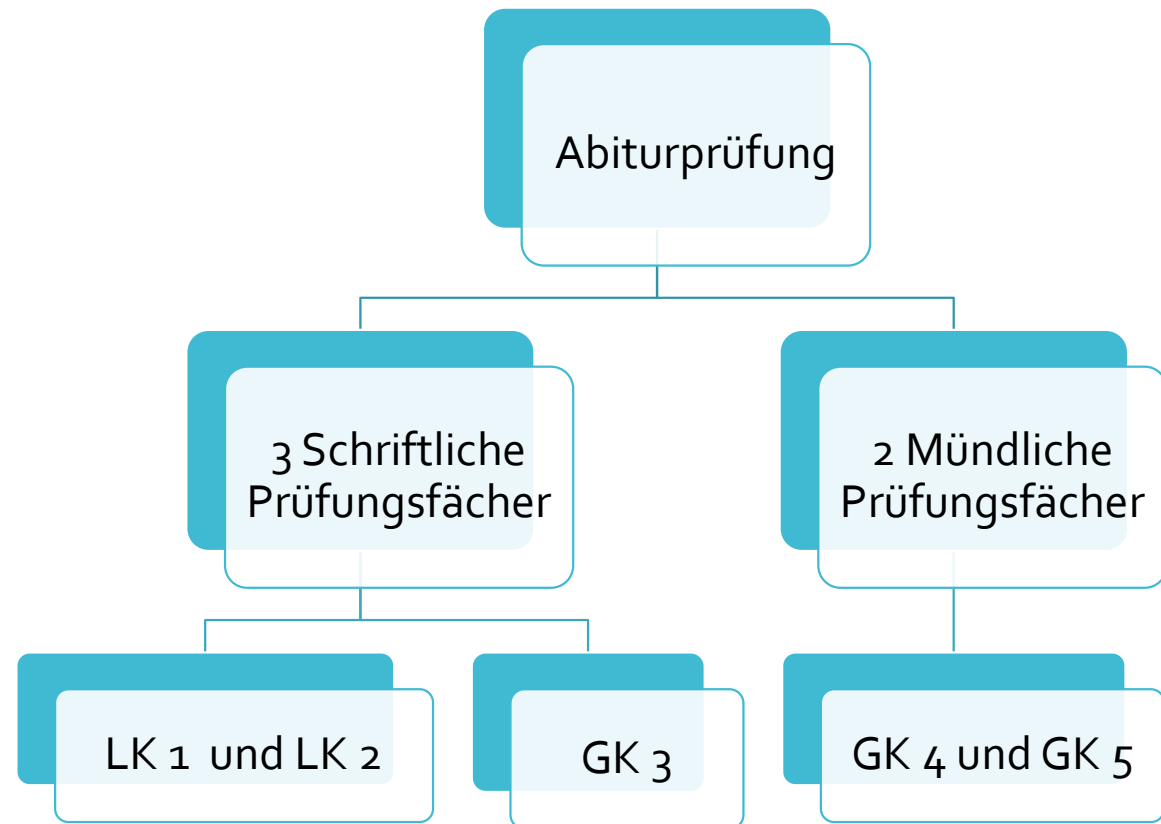 Abiturprüfung
3 Schriftliche
Prüfungsfächer
2 Mündliche
Prüfungsfächer
LK 1 und LK 2
GK 3
GK 4 und GK 5